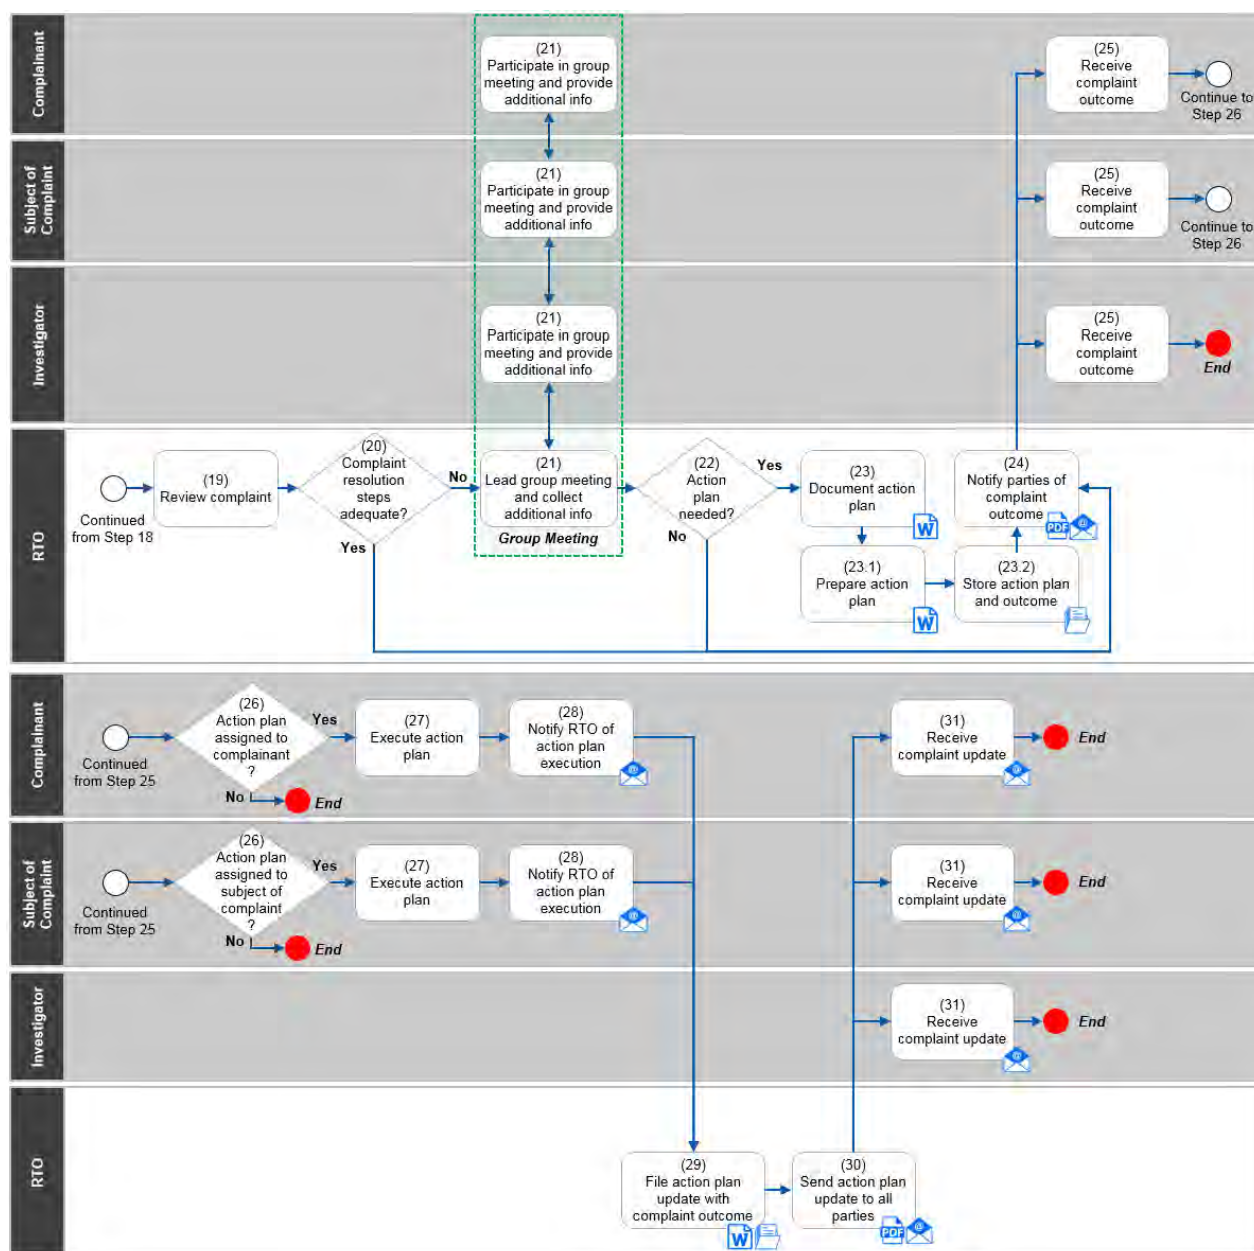 Complainant
(21)
Participate in group
meeting and provide
additional info
(25)
Receive
complaint
outcome
Continue to
Step 26
Subject of
Complaint
(21)
Participate in group
meeting and provide
additional info
(25)
Receive
complaint
outcome
Continue to
Step 26
Investigator
(21)
Participate in group
meeting and provide
additional info
(25)
Receive
complaint
outcome
End
RTO
Continued
from Step 18
(19)
Review complaint
(20)
Complaint
resolution
steps
adequate?
No
Yes
(21)
Lead group meeting
and collect
additional info
Group Meeting
(22)
Action
plan
needed?
Yes
No
(23)
Document action
plan
W
(23.1)
Prepare action
plan
W
(23.2)
Store action plan
and outcome
(24)
Notify parties of
complaint
outcome
PDF
@
Complainant
Continued
from Step 25
(26)
Action plan
assigned to
complainant
?
Yes
No
End
(27)
Execute action
plan
(28)
Notify RTO of
action plan
execution
@
(31)
Receive
complaint update
@
End
Subject of
Complaint
Continued
from Step 25
(26)
Action plan
assigned to
subject of
complaint
?
Yes
No
End
(27)
Execute action
plan
(28)
Notify RTO of
action plan
execution
@
(31)
Receive
complaint update
@
End
Investigator
(31)
Receive
complaint update
@
End
RTO
(29)
File action plan
update with
complaint outcome
W
(30)
Send action plan
update to all
parties
PDF
@